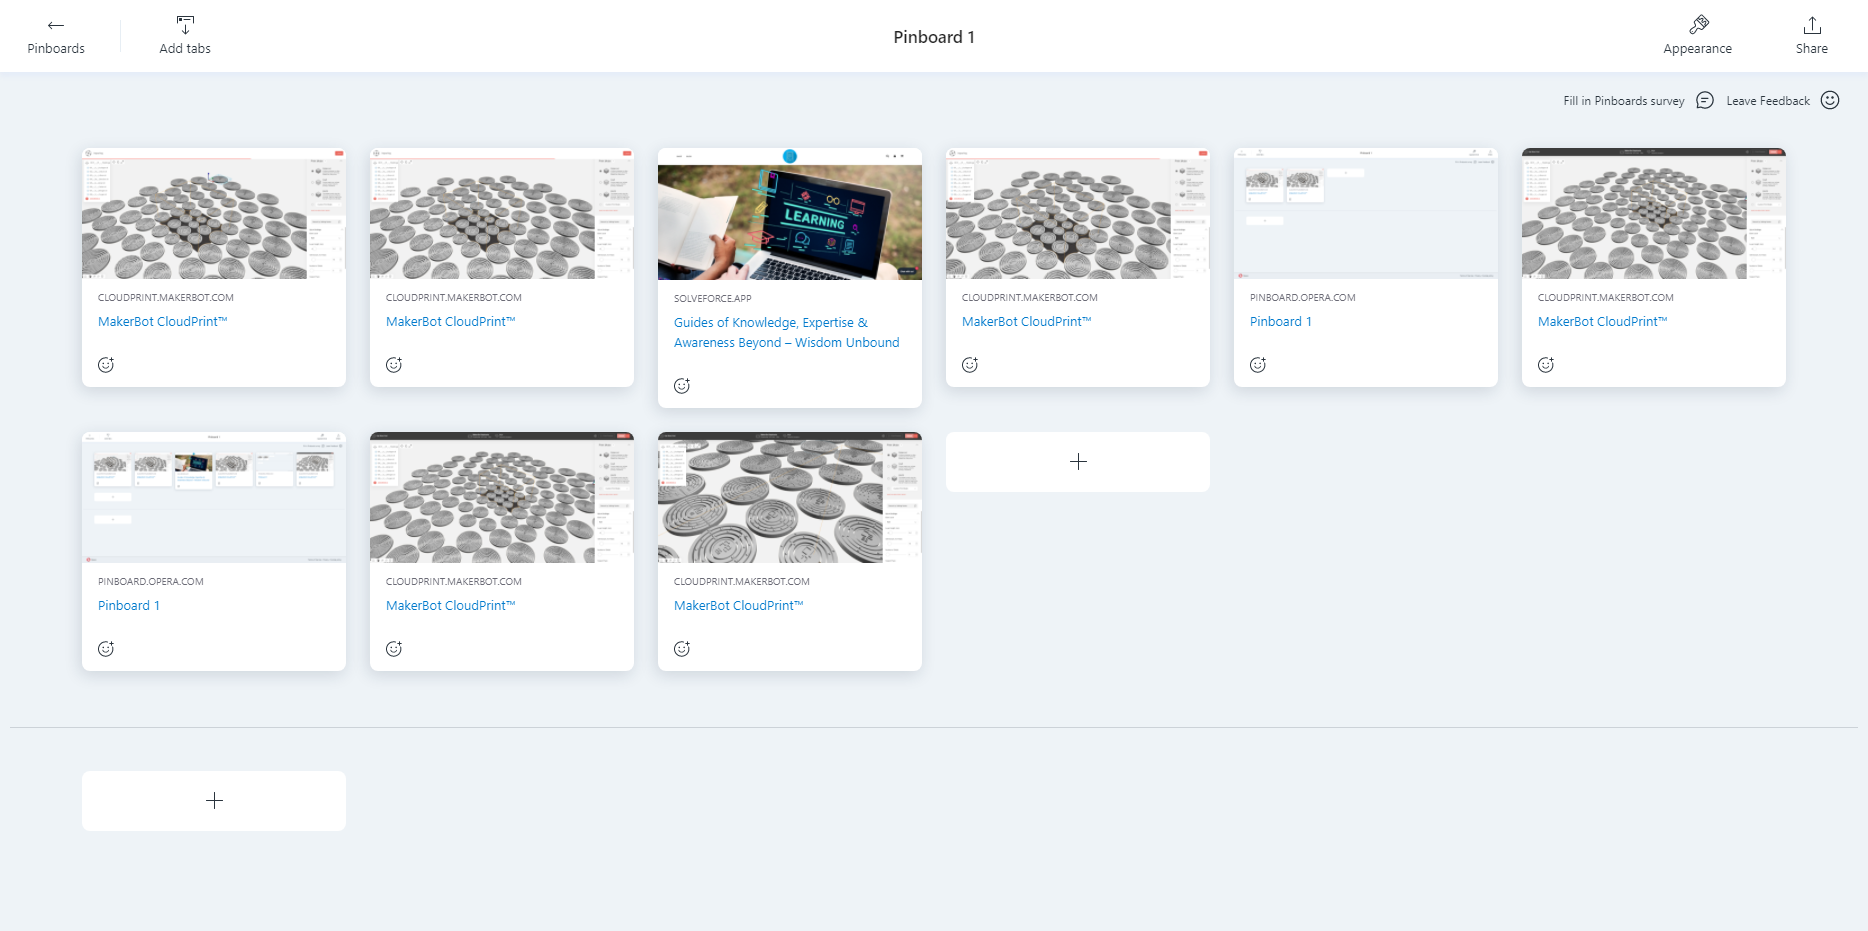 Pinboards
Add tabs
Pinboard 1
Appearance
Share
Fill in Pinboards survey
Leave Feedback
CLOUDPRINT.MAKERBOT.COM
MakerBot CloudPrint™
CLOUDPRINT.MAKERBOT.COM
MakerBot CloudPrint™
LEARNING
SOLVEFORCE.APP
Guides of Knowledge, Expertise &
Awareness Beyond – Wisdom Unbound
CLOUDPRINT.MAKERBOT.COM
MakerBot CloudPrint™
PINBOARD.OPERA.COM
Pinboard 1
CLOUDPRINT.MAKERBOT.COM
MakerBot CloudPrint™
PINBOARD.OPERA.COM
Pinboard 1
CLOUDPRINT.MAKERBOT.COM
MakerBot CloudPrint™
CLOUDPRINT.MAKERBOT.COM
MakerBot CloudPrint™